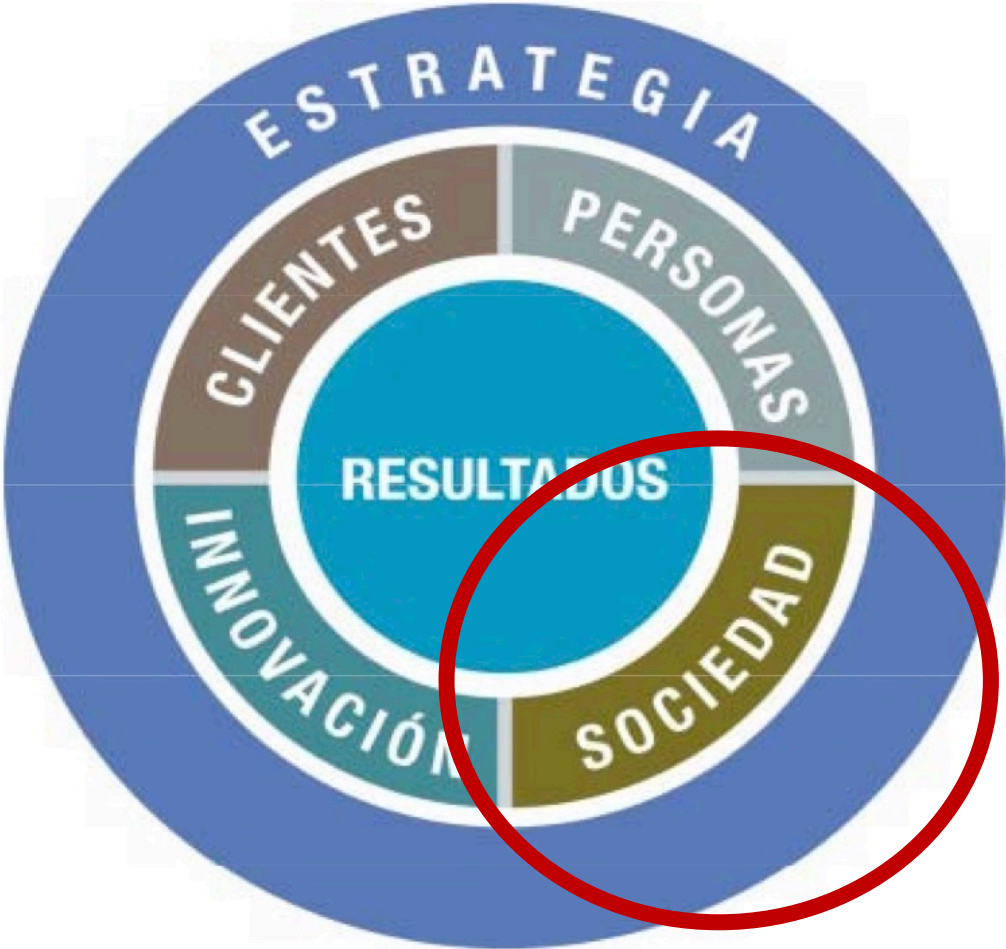 ESTRATEGIA
CLIENTES
PERSONAS
RESULTADOS
INNOVACIÓN
SOCIEDAD